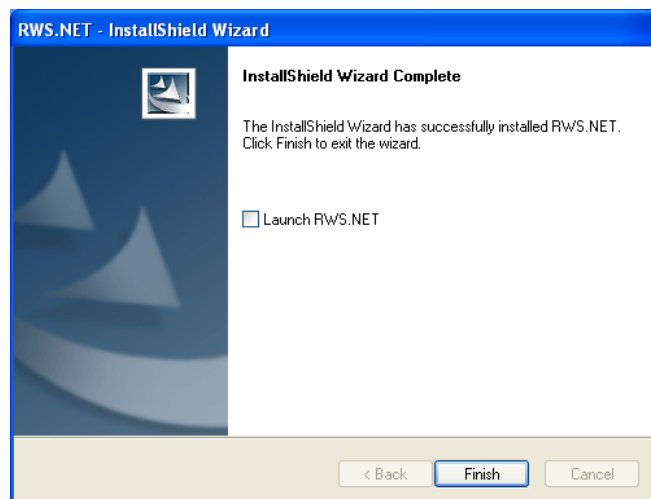 RWS.NET - InstallShield Wizard
InstallShield Wizard Complete
The InstallShield Wizard has successfully installed RWS.NET.
Click Finish to exit the wizard.
Launch RWS.NET
< Back
Finish
Cancel